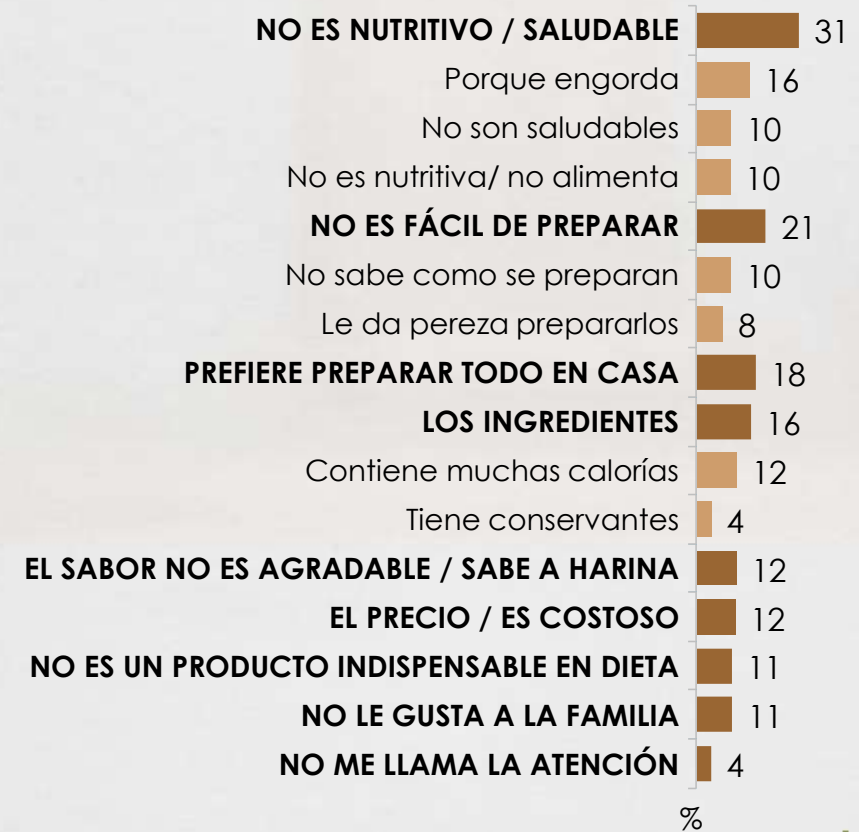 NO ES NUTRITIVO / SALUDABLE 31
Porque engorda 16
No son saludables 10
No es nutritiva/ no alimenta 10
NO ES FÁCIL DE PREPARAR 21
No sabe como se preparan 10
Le da pereza prepararlos 8
PREFIERE PREPARAR TODO EN CASA 18
LOS INGREDIENTES 16
Contiene muchas calorías 12
Tiene conservantes 4
EL SABOR NO ES AGRADABLE / SABE A HARINA 12
EL PRECIO / ES COSTOSO 12
NO ES UN PRODUCTO INDISPENSABLE EN DIETA 11
NO LE GUSTA A LA FAMILIA 11
NO ME LLAMA LA ATENCIÓN 4
%